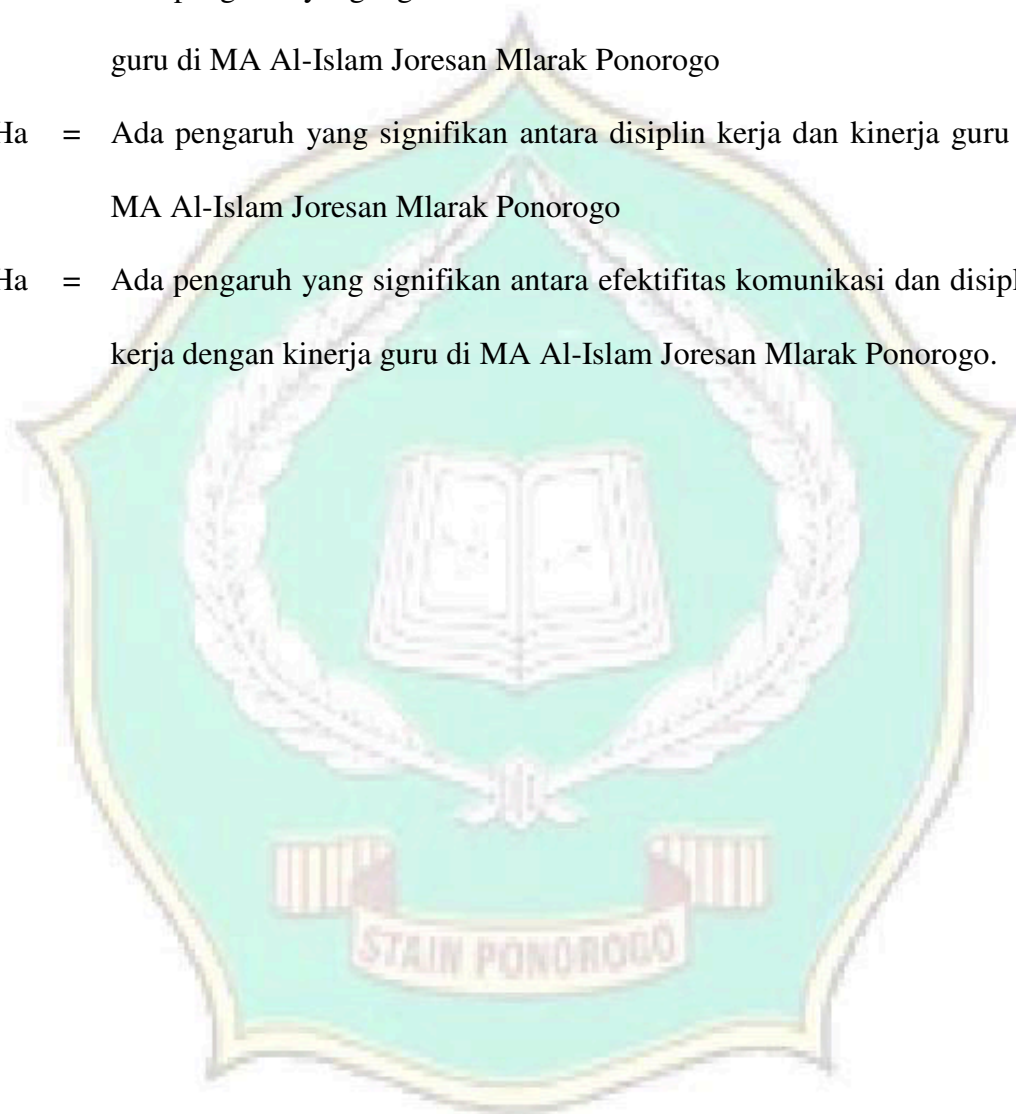 guru di MA Al-Islam Joresan Mlarak Ponorogo
Ha = Ada pengaruh yang signifikan antara disiplin kerja dan kinerja guru
MA Al-Islam Joresan Mlarak Ponorogo
Ha = Ada pengaruh yang signifikan antara efektifitas komunikasi dan
kerja dengan kinerja guru di MA Al-Islam Joresan Mlarak Ponorogo.
STAIN PONOROGO